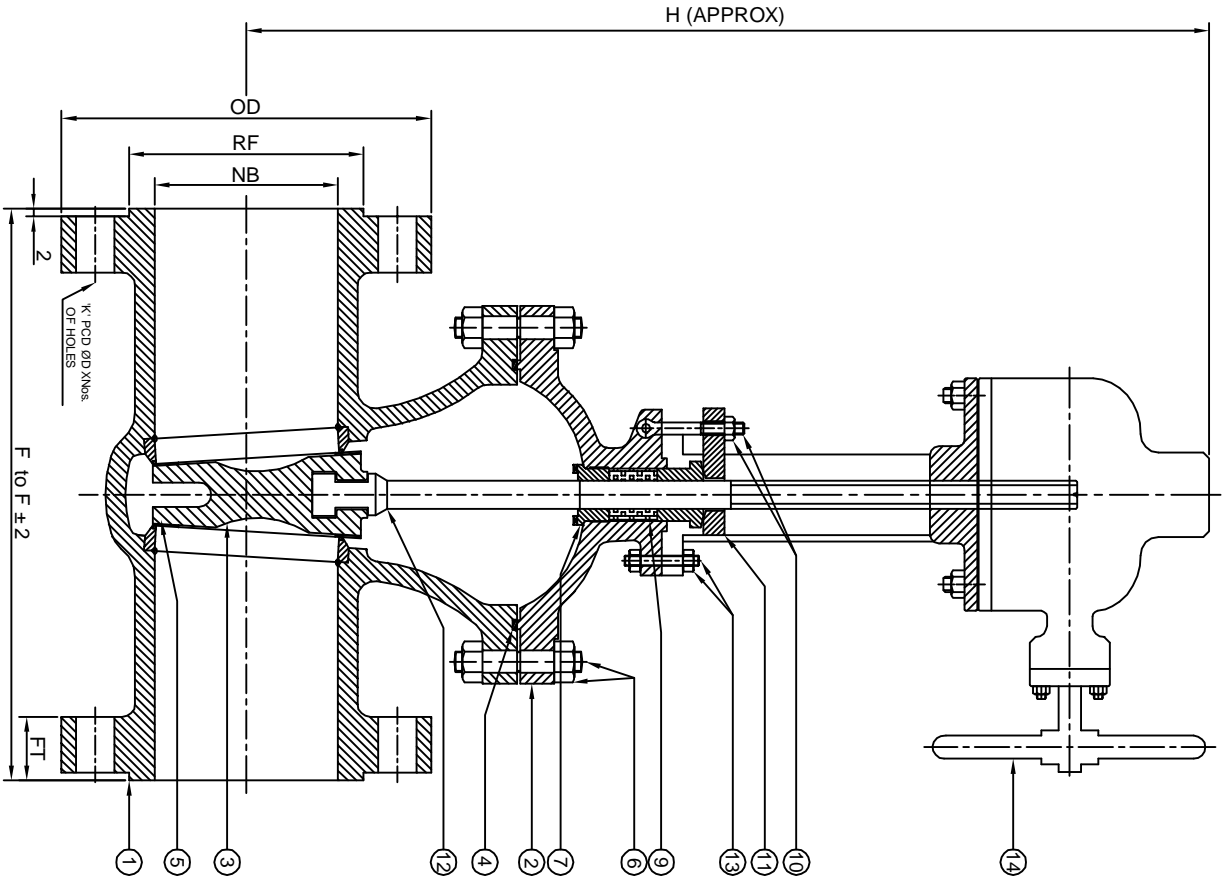 H (APPROX)
OD
RF
NB
2
'K' PCD ØD XNos.
OF HOLES
F to F ± 2
FT
1
5
3
12
4
2
7
6
9
13
11
10
14